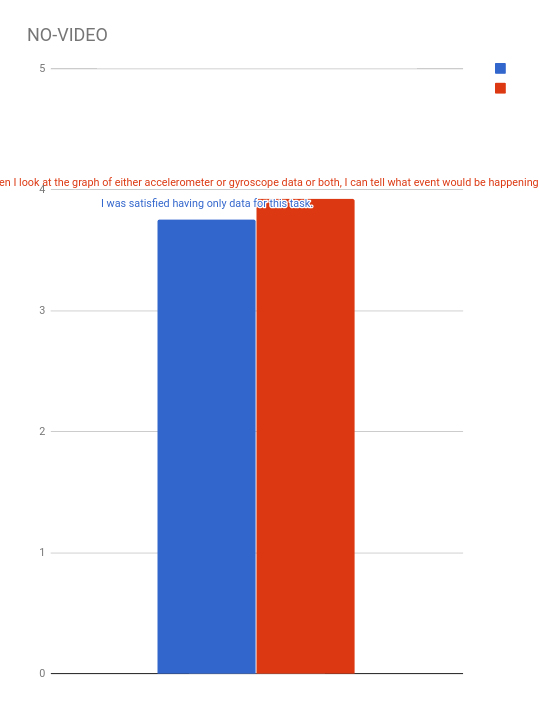 NO-VIDEO
5
en I look at the graph of either accelerometer or gyroscope data or both, I can tell what event would be happening
4
I was satisfied having only data for this task.
3
2
1
0